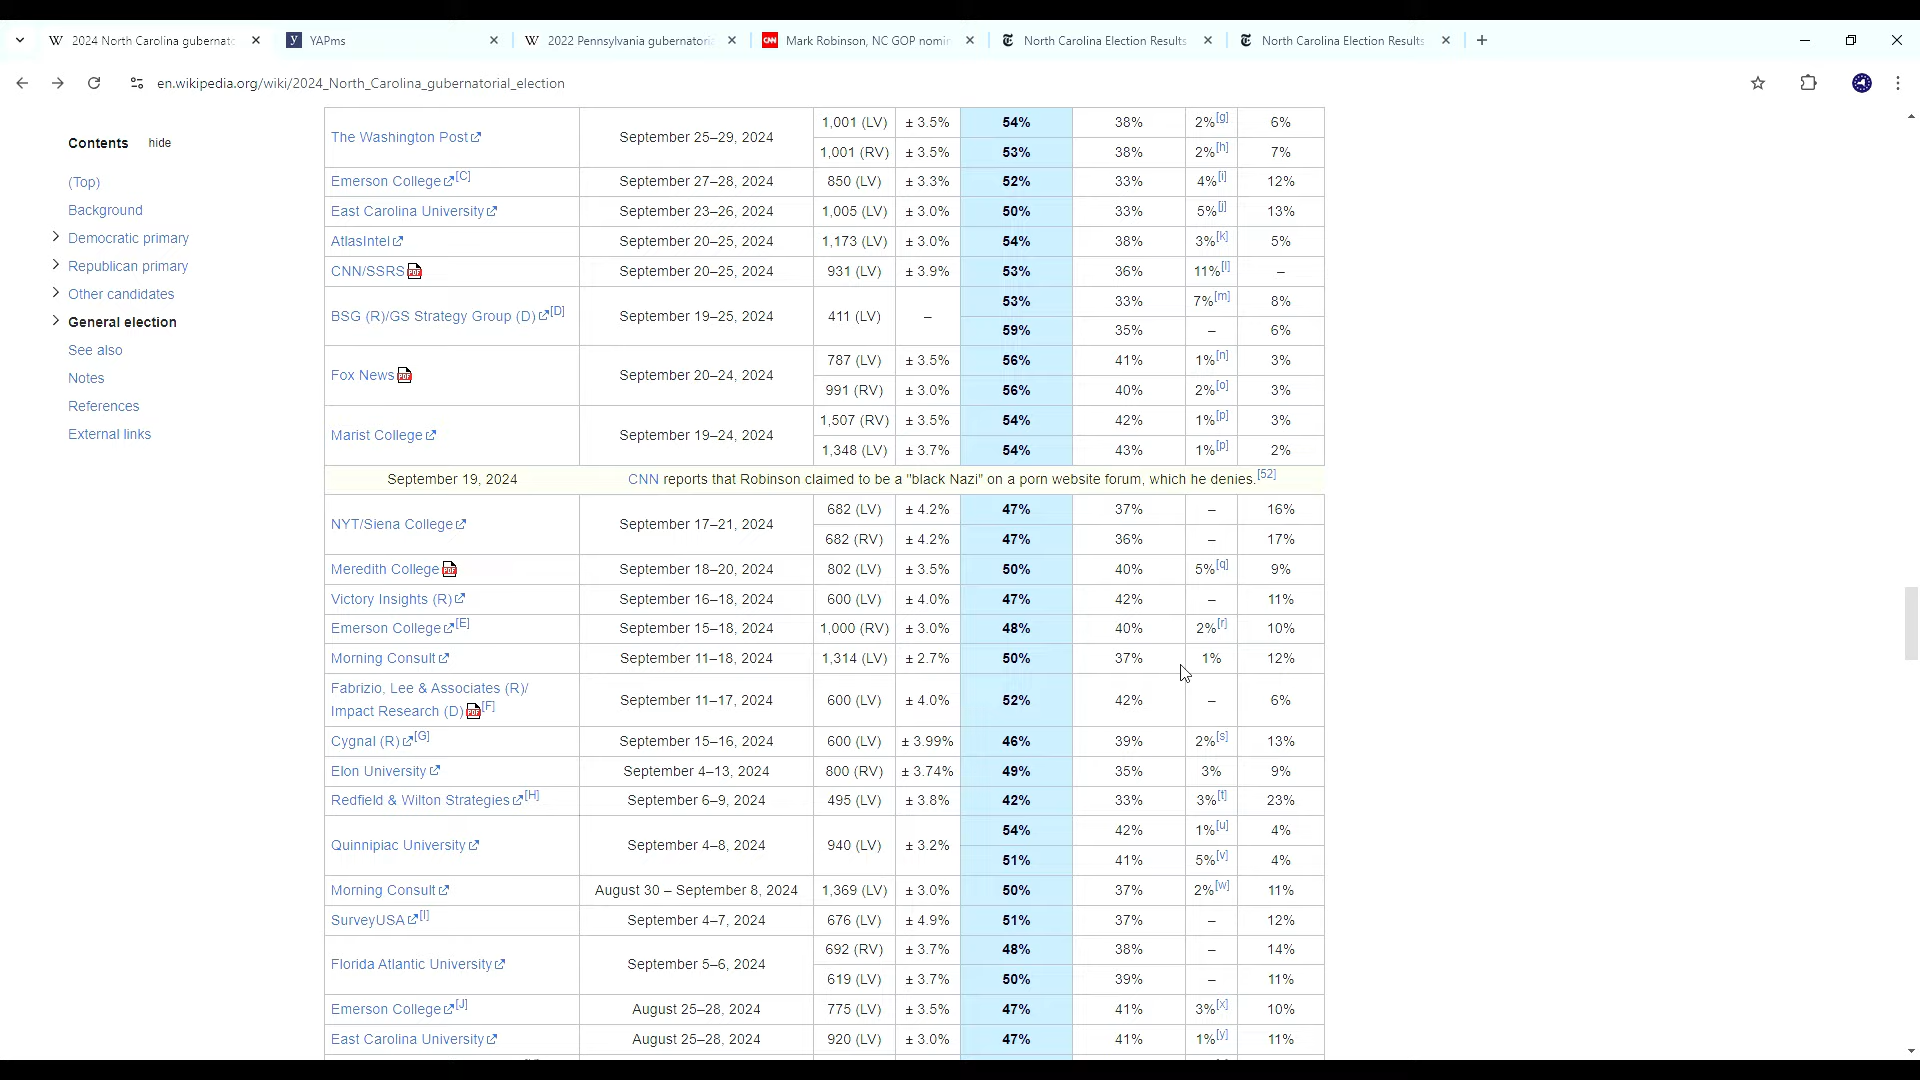 2024 North Carolina gubernato
YAPms
2022 Pennsylvania gubernatori
CNN
Mark Robinson, NC GOP nomin
North Carolina Election Results
North Carolina Election Results
en.wikipedia.org/wiki/2024_North_Carolina_gubernatorial_election
Contents hide
(Top)
Background
Democratic primary
Republican primary
Other candidates
General election
See also
Notes
References
External links
The Washington Post September 25–29, 2024 1,001 (LV) ± 3.5% 54% 38% 2%[g] 6%
1,001 (RV) ± 3.5% 53% 38% 2%[h] 7%
Emerson College[C] September 27–28, 2024 850 (LV) ± 3.3% 52% 33% 4%[i] 12%
East Carolina University September 23–26, 2024 1,005 (LV) ± 3.0% 50% 33% 5%[j] 13%
AtlasIntel September 20–25, 2024 1,173 (LV) ± 3.0% 54% 38% 3%[k] 5%
CNN/SSRS September 20–25, 2024 931 (LV) ± 3.9% 53% 36% 11%[l] –
BSG (R)/GS Strategy Group (D)[D] September 19–25, 2024 411 (LV) – 53% 33% 7%[m] 8%
59% 35% – 6%
Fox News September 20–24, 2024 787 (LV) ± 3.5% 56% 41% 1%[n] 3%
991 (RV) ± 3.0% 56% 40% 2%[o] 3%
Marist College September 19–24, 2024 1,507 (RV) ± 3.5% 54% 42% 1%[p] 3%
1,348 (LV) ± 3.7% 54% 43% 1%[p] 2%
September 19, 2024 CNN reports that Robinson claimed to be a "black Nazi" on a porn website forum, which he denies.[52]
NYT/Siena College September 17–21, 2024 682 (LV) ± 4.2% 47% 37% – 16%
682 (RV) ± 4.2% 47% 36% – 17%
Meredith College September 18–20, 2024 802 (LV) ± 3.5% 50% 40% 5%[q] 9%
Victory Insights (R) September 16–18, 2024 600 (LV) ± 4.0% 47% 42% – 11%
Emerson College[E] September 15–18, 2024 1,000 (RV) ± 3.0% 48% 40% 2%[r] 10%
Morning Consult September 11–18, 2024 1,314 (LV) ± 2.7% 50% 37% 1% 12%
Fabrizio, Lee & Associates (R)/
Impact Research (D)[F] September 11–17, 2024 600 (LV) ± 4.0% 52% 42% – 6%
Cygnal (R)[G] September 15–16, 2024 600 (LV) ± 3.99% 46% 39% 2%[s] 13%
Elon University September 4–13, 2024 800 (RV) ± 3.74% 49% 35% 3% 9%
Redfield & Wilton Strategies[H] September 6–9, 2024 495 (LV) ± 3.8% 42% 33% 3%[t] 23%
Quinnipiac University September 4–8, 2024 940 (LV) ± 3.2% 54% 42% 1%[u] 4%
51% 41% 5%[v] 4%
Morning Consult August 30 – September 8, 2024 1,369 (LV) ± 3.0% 50% 37% 2%[w] 11%
SurveyUSA[I] September 4–7, 2024 676 (LV) ± 4.9% 51% 37% – 12%
Florida Atlantic University September 5–6, 2024 692 (RV) ± 3.7% 48% 38% – 14%
619 (LV) ± 3.7% 50% 39% – 11%
Emerson College[J] August 25–28, 2024 775 (LV) ± 3.5% 47% 41% 3%[x] 10%
East Carolina University August 25–28, 2024 920 (LV) ± 3.0% 47% 41% 1%[y] 11%